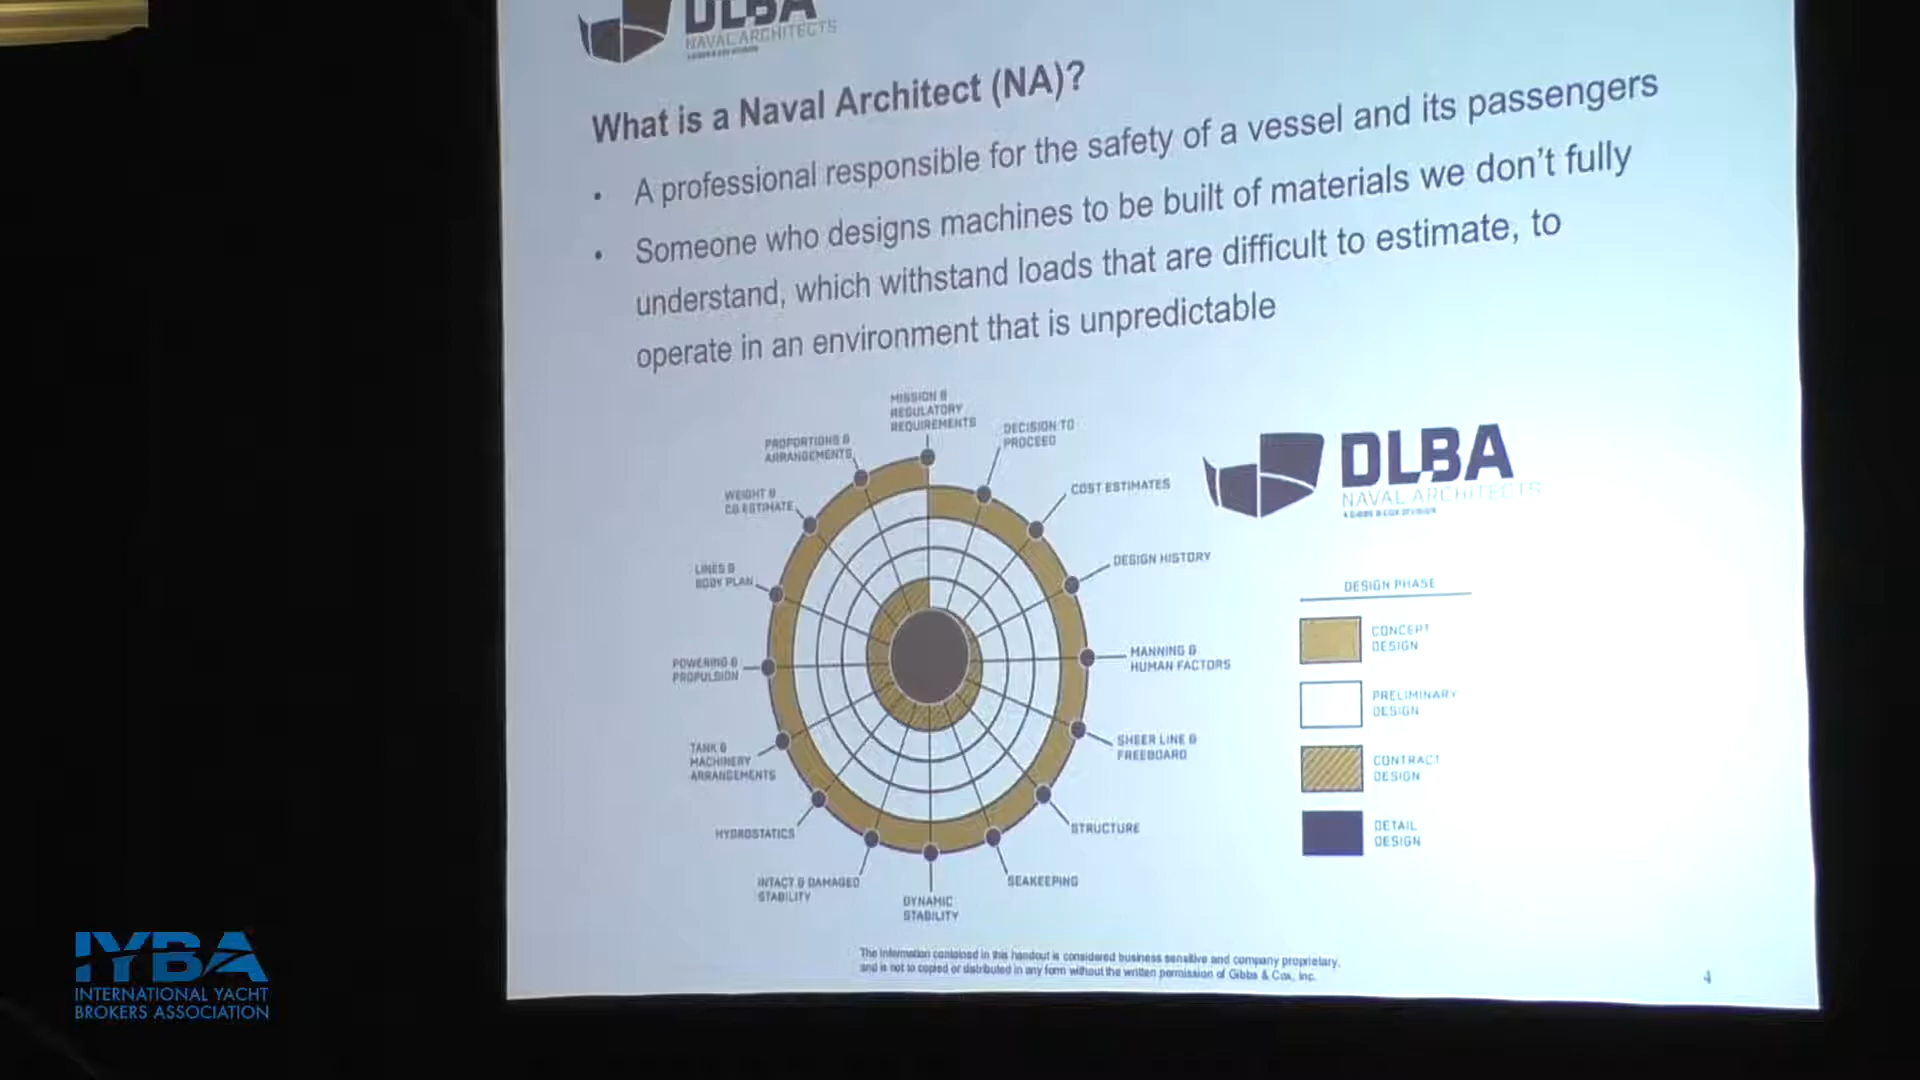 DLBA
NAVAL ARCHITECTS
What is a Naval Architect (NA)?
• A professional responsible for the safety of a vessel and its passengers
• Someone who designs machines to be built of materials we don't fully
understand, which withstand loads that are difficult to estimate, to
operate in an environment that is unpredictable
MISSION &
REGULATORY
REQUIREMENTS
DECISION TO
PROCEED
COST ESTIMATES
DESIGN HISTORY
MANNING &
HUMAN FACTORS
SHEER LINE &
FREEBOARD
STRUCTURE
SEAKEEPING
DYNAMIC
STABILITY
INTACT & DAMAGED
STABILITY
HYDROSTATICS
TANK &
MACHINERY
ARRANGEMENTS
POWERING &
PROPULSION
LINES &
BODY PLAN
WEIGHT &
CG ESTIMATE
PROPORTIONS &
ARRANGEMENTS
DLBA
NAVAL ARCHITECTS
A GIBBS & COX DIVISION
DESIGN PHASE
CONCEPT
DESIGN
PRELIMINARY
DESIGN
CONTRACT
DESIGN
DETAIL
DESIGN
The information contained in this handout is considered business sensitive and company proprietary,
and is not to copied or distributed in any form without the written permission of Gibbs & Cox, Inc.
4
IYBA
INTERNATIONAL YACHT
BROKERS ASSOCIATION